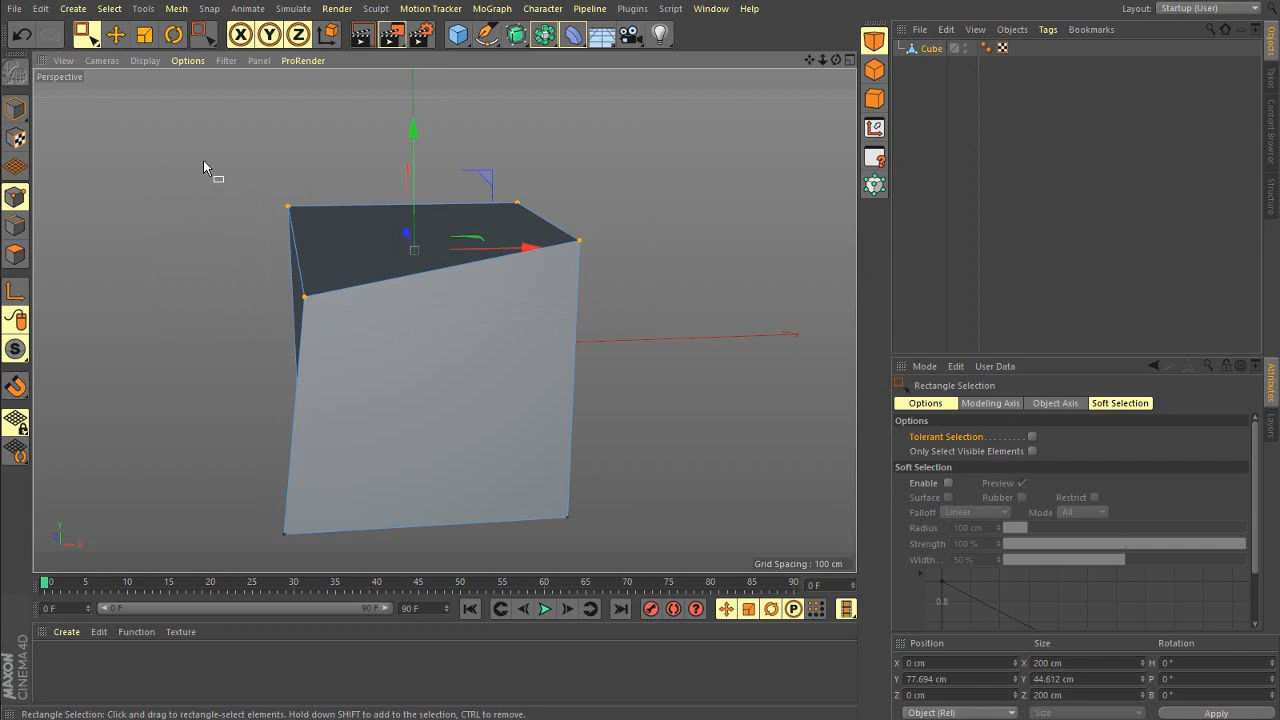 File Edit Create Select Tools Mesh Snap Animate Simulate Render Sculpt Motion Tracker MoGraph Character Pipeline Plugins Script Window Help
Layout: Startup (User)
X Y Z
File Edit View Objects Tags Bookmarks
View Cameras Display Options Filter Panel ProRender
Perspective
Cube
Objects
Takes
Content Browser
Structure
Mode Edit User Data
Rectangle Selection
Options Modeling Axis Object Axis Soft Selection
Attributes
Layers
Options
Tolerant Selection
Only Select Visible Elements
Soft Selection
Enable Preview
Surface Rubber Restrict
Falloff Linear Mode All
Radius 100 cm
Strength 100 %
Width 50 %
0.8
Y
Z X
Grid Spacing : 100 cm
0 5 10 15 20 25 30 35 40 45 50 55 60 65 70 75 80 85 90 0 F
0 F 0 F 90 F 90 F
P
Create Edit Function Texture
Position Size Rotation
X 0 cm X 200 cm H 0 °
Y 77.694 cm Y 44.612 cm P 0 °
Z 0 cm Z 200 cm B 0 °
Object (Rel) Size Apply
MAXON
CINEMA 4D
Rectangle Selection: Click and drag to rectangle-select elements. Hold down SHIFT to add to the selection, CTRL to remove.